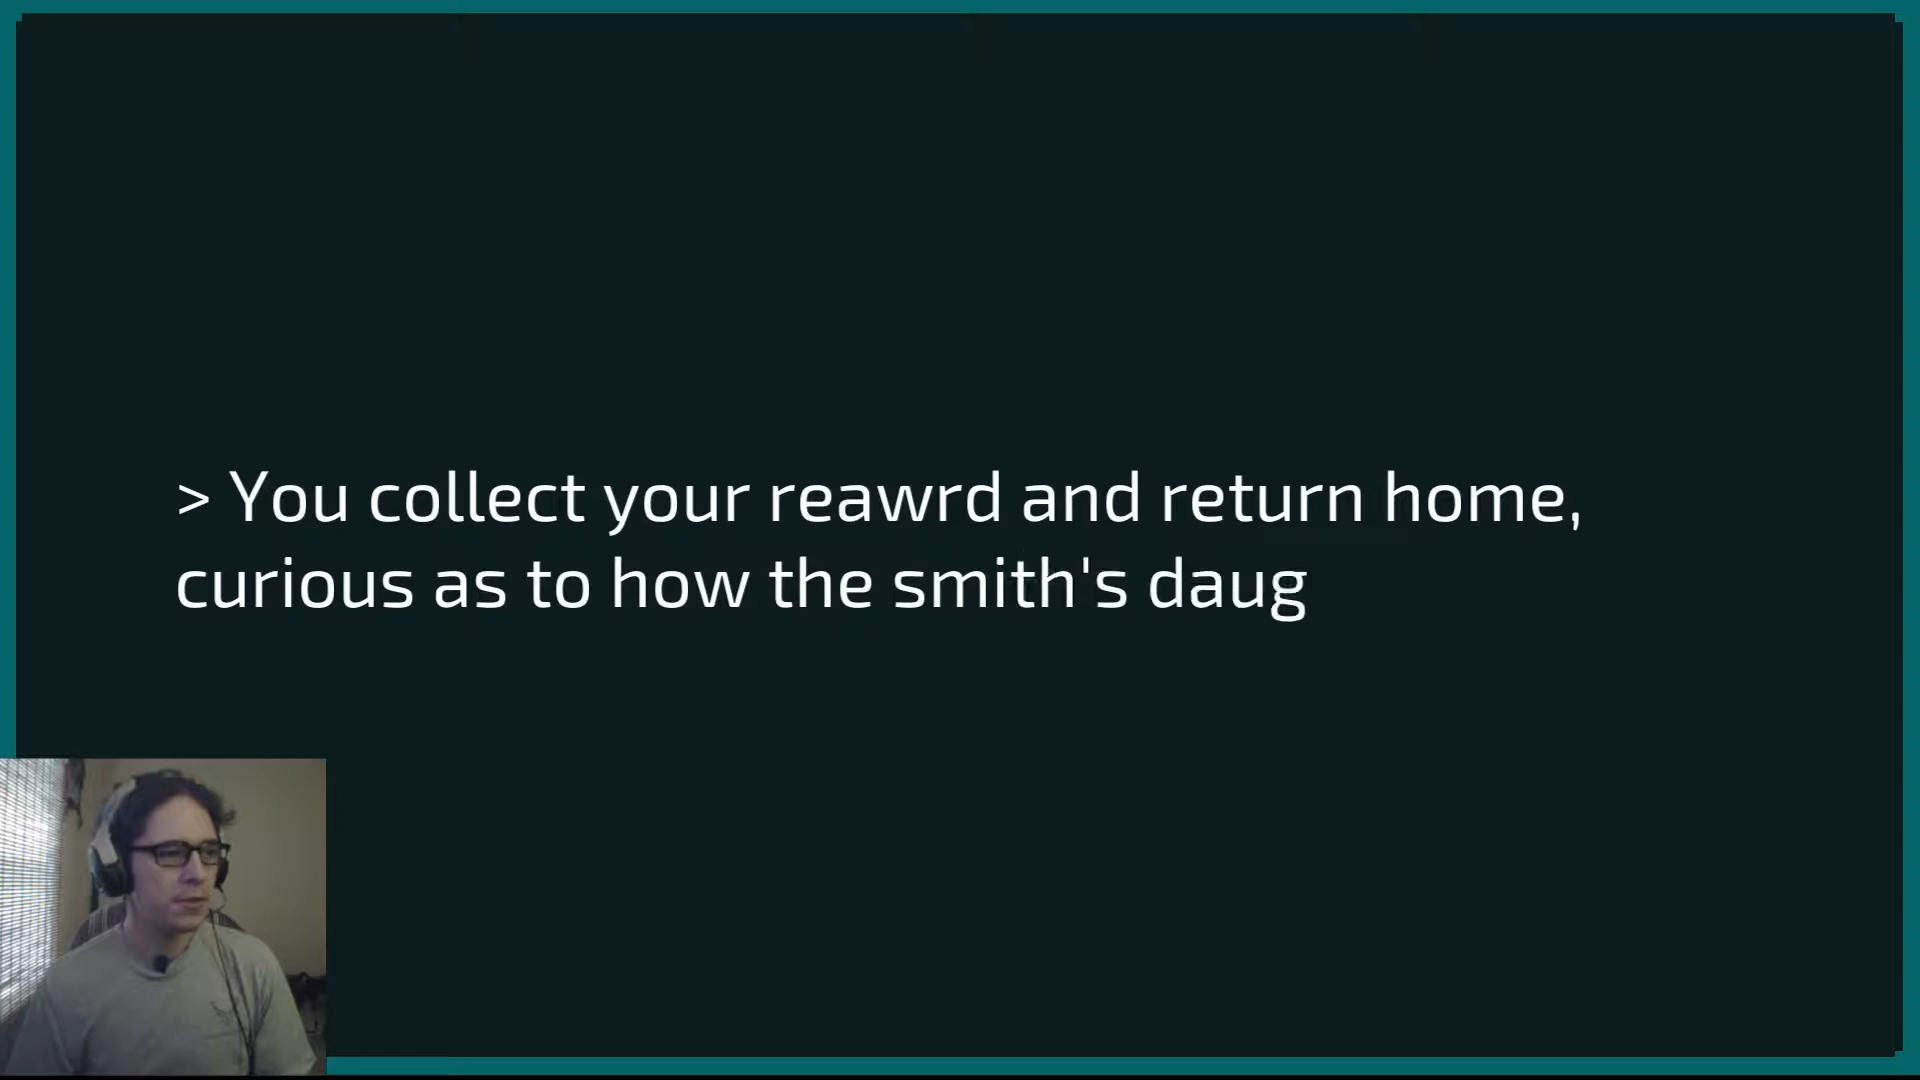 > You collect your reawrd and return home,
curious as to how the smith's daug